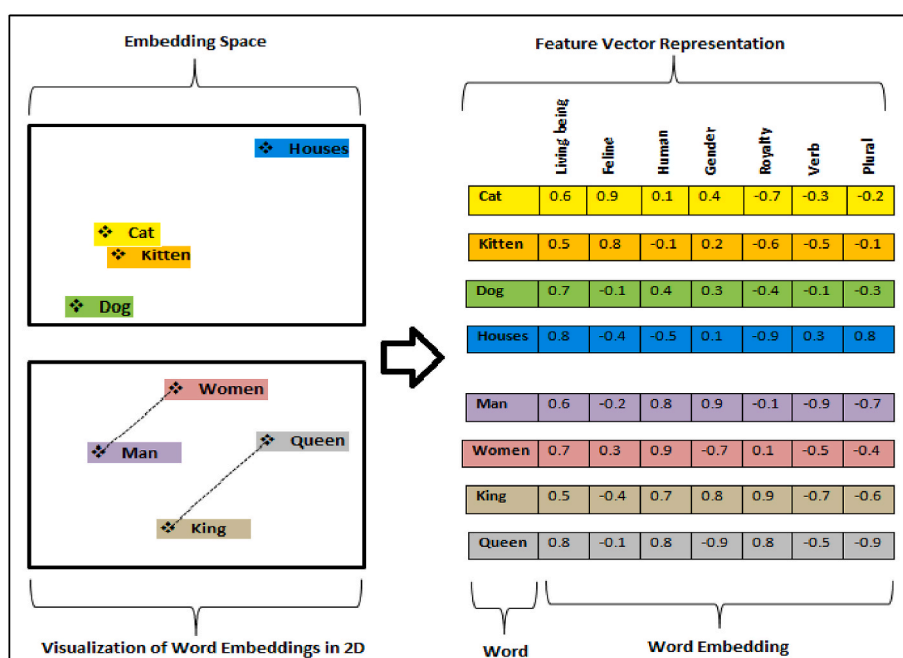 Embedding Space
Houses
Cat
Kitten
Dog
Women
Man
Queen
King
Visualization of Word Embeddings in 2D
Feature Vector Representation
Living being Feline Human Gender Royalty Verb Plural
Cat 0.6 0.9 0.1 0.4 -0.7 -0.3 -0.2
Kitten 0.5 0.8 -0.1 0.2 -0.6 -0.5 -0.1
Dog 0.7 -0.1 0.4 0.3 -0.4 -0.1 -0.3
Houses 0.8 -0.4 -0.5 0.1 -0.9 0.3 0.8
Man 0.6 -0.2 0.8 0.9 -0.1 -0.9 -0.7
Women 0.7 0.3 0.9 -0.7 0.1 -0.5 -0.4
King 0.5 -0.4 0.7 0.8 0.9 -0.7 -0.6
Queen 0.8 -0.1 0.8 -0.9 0.8 -0.5 -0.9
Word
Word Embedding